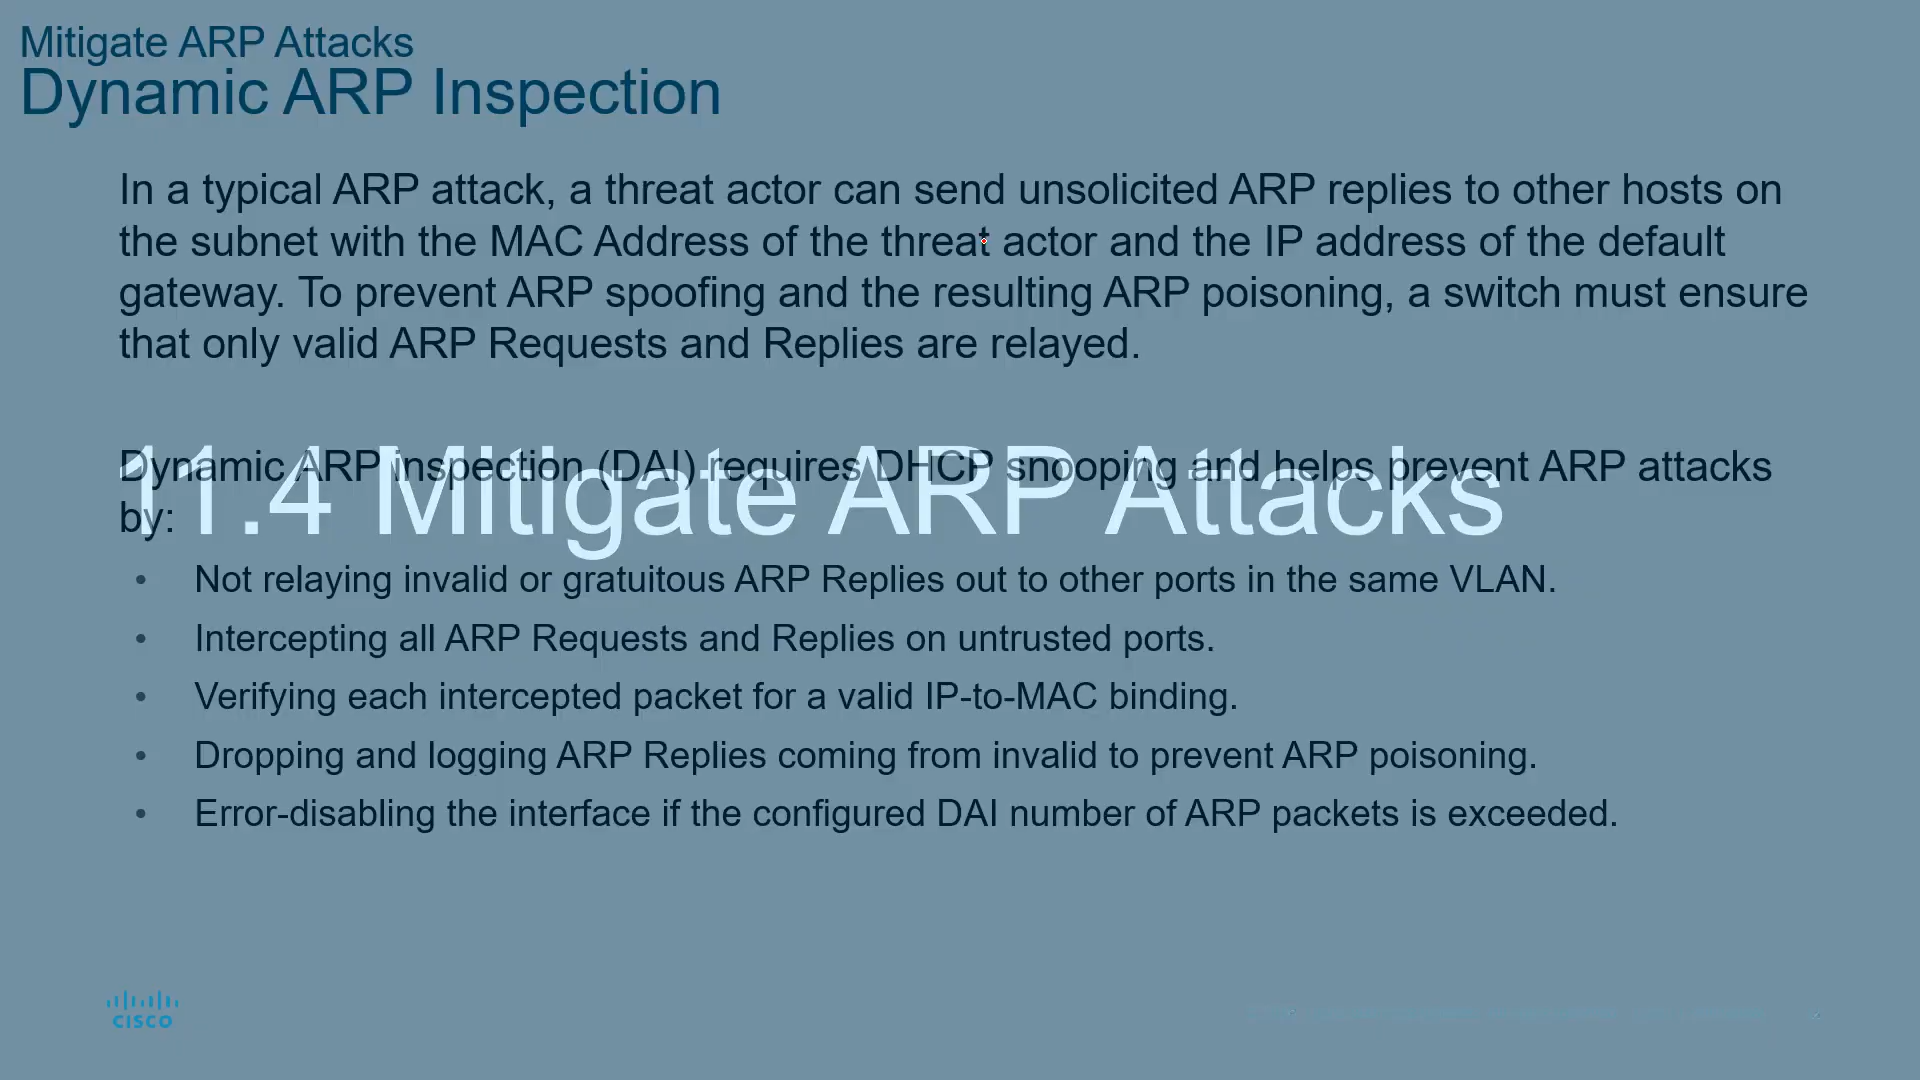 Mitigate ARP Attacks
Dynamic ARP Inspection
In a typical ARP attack, a threat actor can send unsolicited ARP replies to other hosts on
the subnet with the MAC Address of the threat actor and the IP address of the default
gateway. To prevent ARP spoofing and the resulting ARP poisoning, a switch must ensure
that only valid ARP Requests and Replies are relayed.
Dynamic ARP inspection (DAI) requires DHCP snooping and helps prevent ARP attacks
by:
11.4 Mitigate ARP Attacks
• Not relaying invalid or gratuitous ARP Replies out to other ports in the same VLAN.
• Intercepting all ARP Requests and Replies on untrusted ports.
• Verifying each intercepted packet for a valid IP-to-MAC binding.
• Dropping and logging ARP Replies coming from invalid to prevent ARP poisoning.
• Error-disabling the interface if the configured DAI number of ARP packets is exceeded.
CISCO